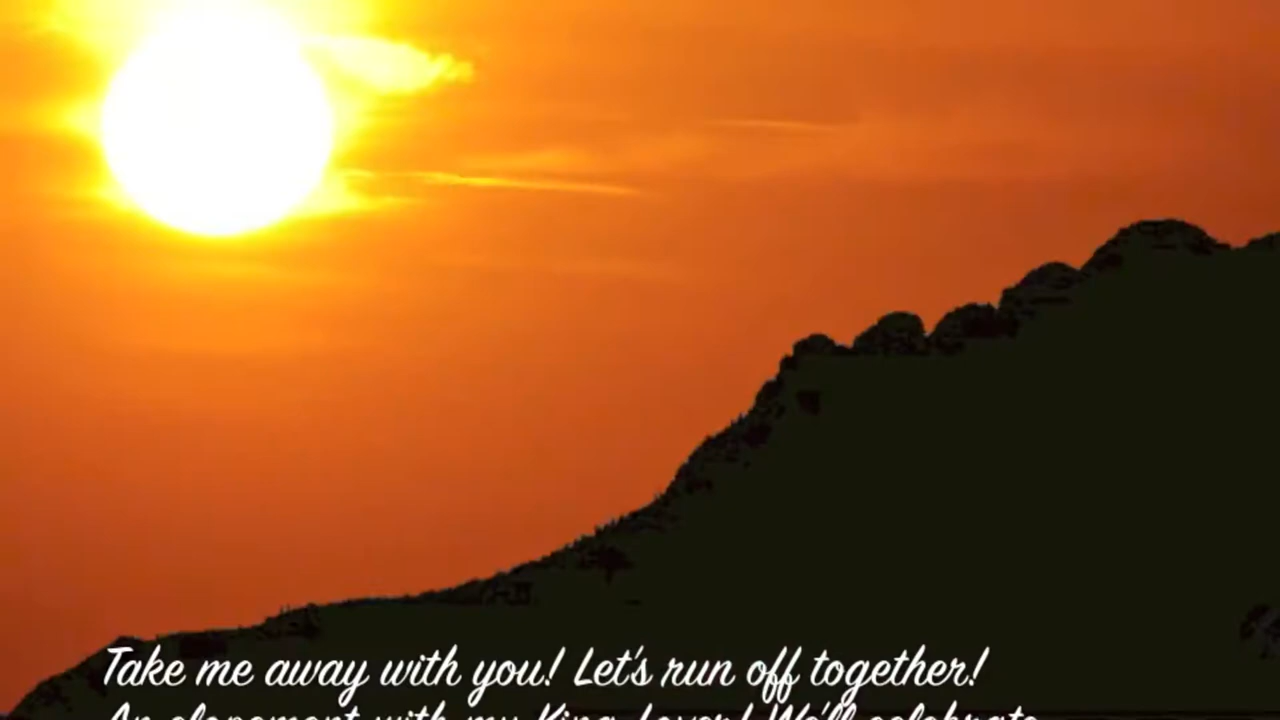 Take me away with you! Let's run off together!
An elopement with my King-Lover! We'll celebrate